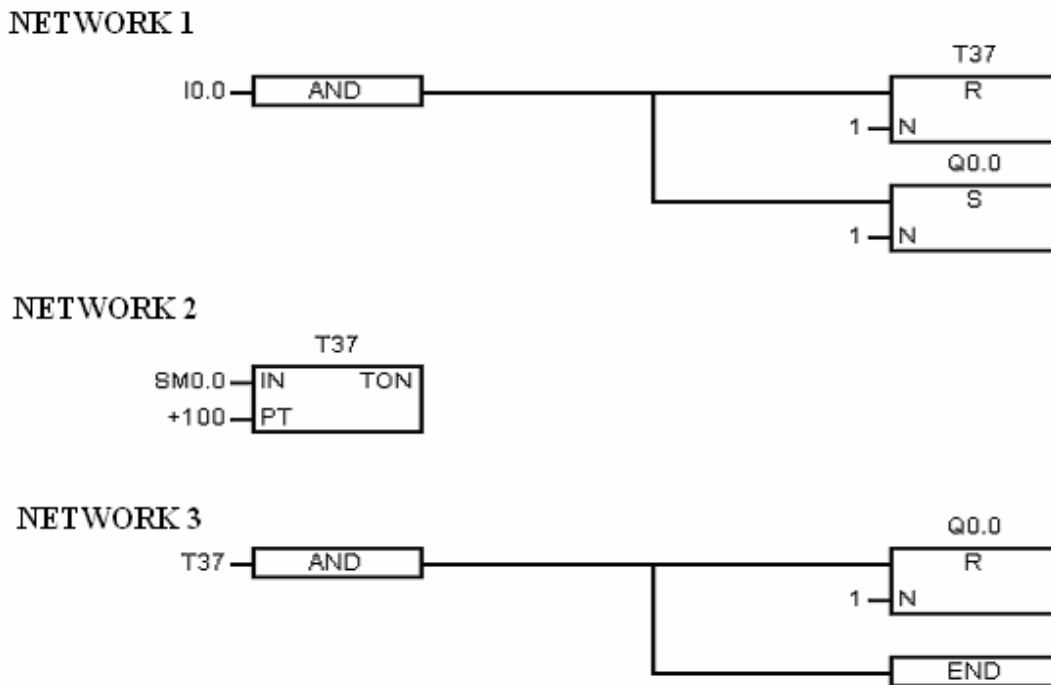 NETWORK 1
T37
I0.0 AND R
1 N
Q0.0
S
1 N
NETWORK 2
T37
SM0.0 IN TON
+100 PT
NETWORK 3
Q0.0
T37 AND R
1 N
END